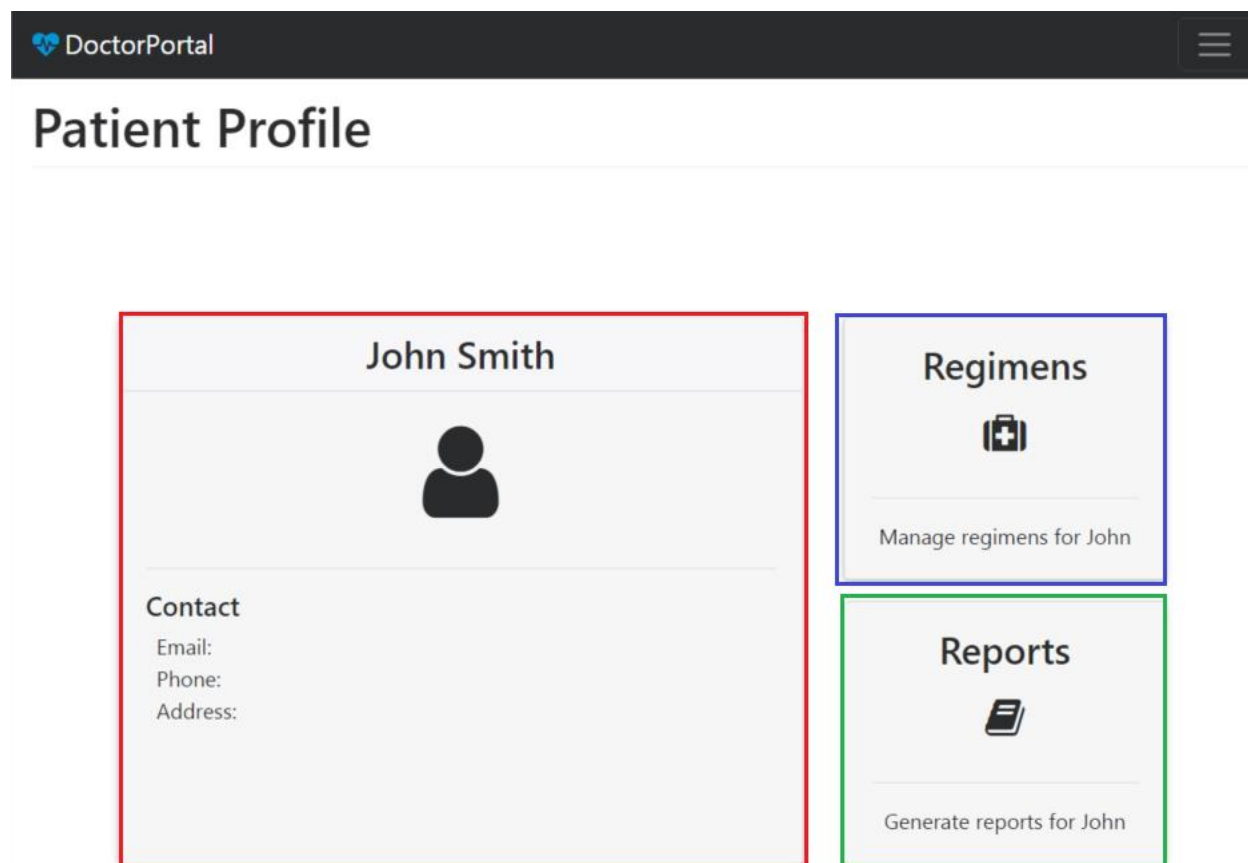 DoctorPortal
Patient Profile
John Smith
Contact
Email:
Phone:
Address:
Regimens
Manage regimens for John
Reports
Generate reports for John